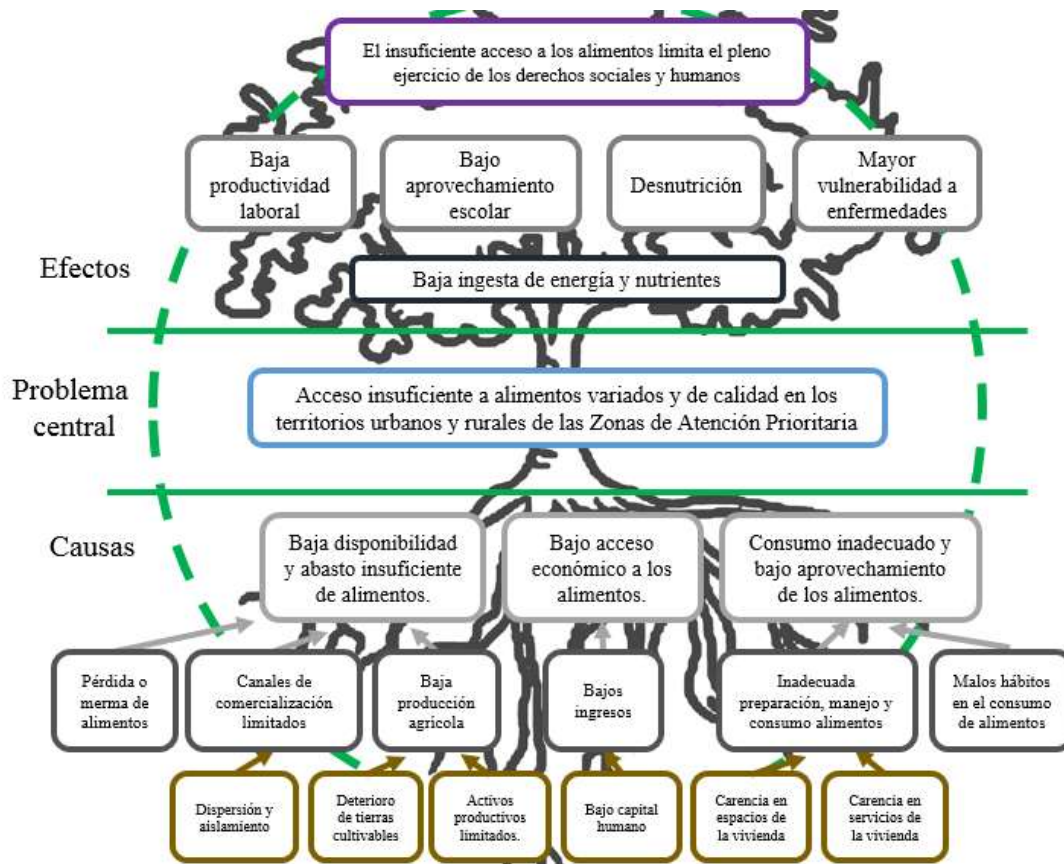 El insuficiente acceso a los alimentos limita el pleno
ejercicio de los derechos sociales y humanos
Baja
productividad
laboral
Bajo
aprovechamiento
escolar
Desnutrición
Mayor
vulnerabilidad a
enfermedades
Efectos
Baja ingesta de energía y nutrientes
Problema
central
Acceso insuficiente a alimentos variados y de calidad en los
territorios urbanos y rurales de las Zonas de Atención Prioritaria
Causas
Baja disponibilidad
y abasto insuficiente
de alimentos.
Bajo acceso
económico a los
alimentos.
Consumo inadecuado y
bajo aprovechamiento
de los alimentos.
Pérdida o
merma de
alimentos
Canales de
comercialización
limitados
Baja
producción
agrícola
Bajos
ingresos
Inadecuada
preparación, manejo y
consumo alimentos
Malos hábitos
en el consumo
de alimentos
Dispersión y
aislamiento
Deterioro
de tierras
cultivables
Activos
productivos
limitados.
Bajo capital
humano
Carencia en
espacios de
la vivienda
Carencia en
servicios de
la vivienda